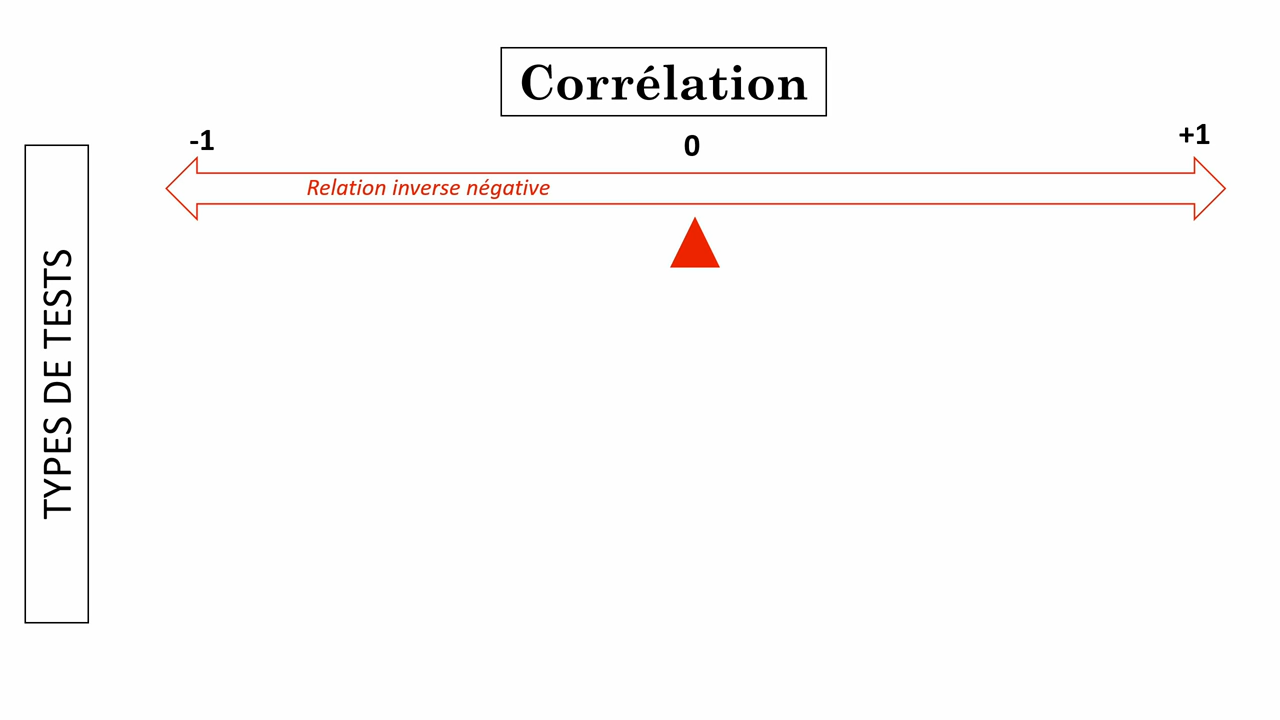 Corrélation
-1
0
+1
Relation inverse négative
TYPES DE TESTS